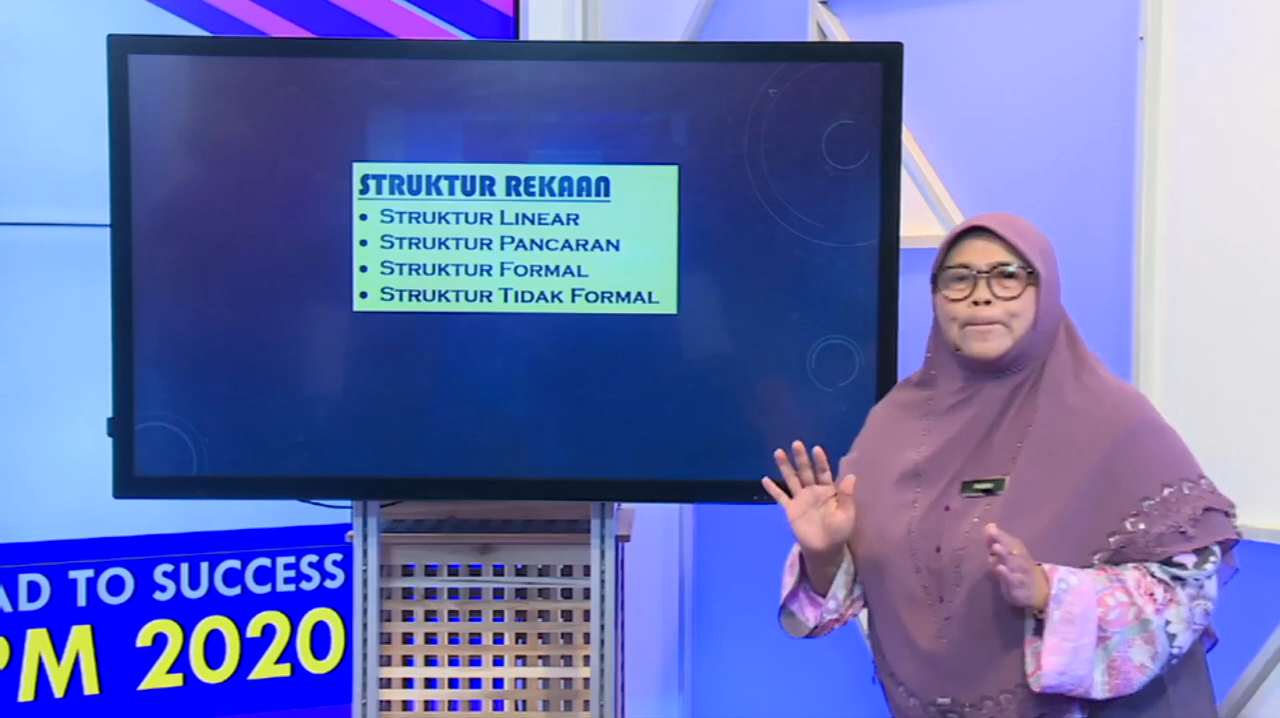 STRUKTUR REKAAN
• STRUKTUR LINEAR
• STRUKTUR PANCARAN
• STRUKTUR FORMAL
• STRUKTUR TIDAK FORMAL
AD TO SUCCESS
PM 2020